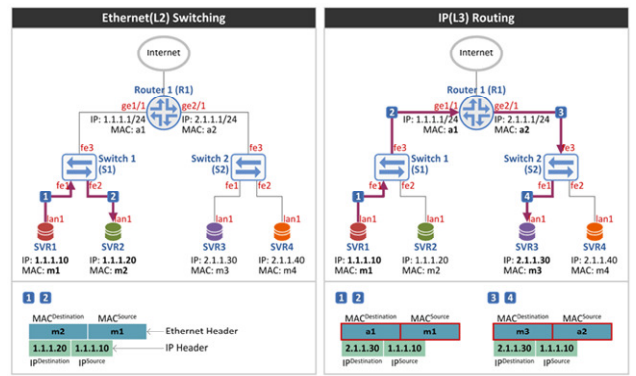 Ethernet(L2) Switching
Internet
Router 1 (R1)
ge1/1 ge2/1
IP: 1.1.1.1/24 IP: 2.1.1.1/24
MAC: a1 MAC: a2
fe3 fe3
Switch 1 Switch 2
(S1) (S2)
fe1 fe2 fe1 fe2
1 2
lan1 lan1 lan1 lan1
SVR1 SVR2 SVR3 SVR4
IP: 1.1.1.10 IP: 1.1.1.20 IP: 2.1.1.30 IP: 2.1.1.40
MAC: m1 MAC: m2 MAC: m3 MAC: m4
1 2
MACDestination MACSource
m2 m1 Ethernet Header
1.1.1.20 1.1.1.10 IP Header
IPDestination IPSource
IP(L3) Routing
Internet
Router 1 (R1)
ge1/1 ge2/1
2 3
IP: 1.1.1.1/24 IP: 2.1.1.1/24
MAC: a1 MAC: a2
fe3 fe3
Switch 1 Switch 2
(S1) (S2)
fe1 fe2 fe1 fe2
1 4
lan1 lan1 lan1 lan1
SVR1 SVR2 SVR3 SVR4
IP: 1.1.1.10 IP: 1.1.1.20 IP: 2.1.1.30 IP: 2.1.1.40
MAC: m1 MAC: m2 MAC: m3 MAC: m4
1 2 3 4
MACDestination MACSource MACDestination MACSource
a1 m1 m3 a2
2.1.1.30 1.1.1.10 2.1.1.30 1.1.1.10
IPDestination IPSource IPDestination IPSource